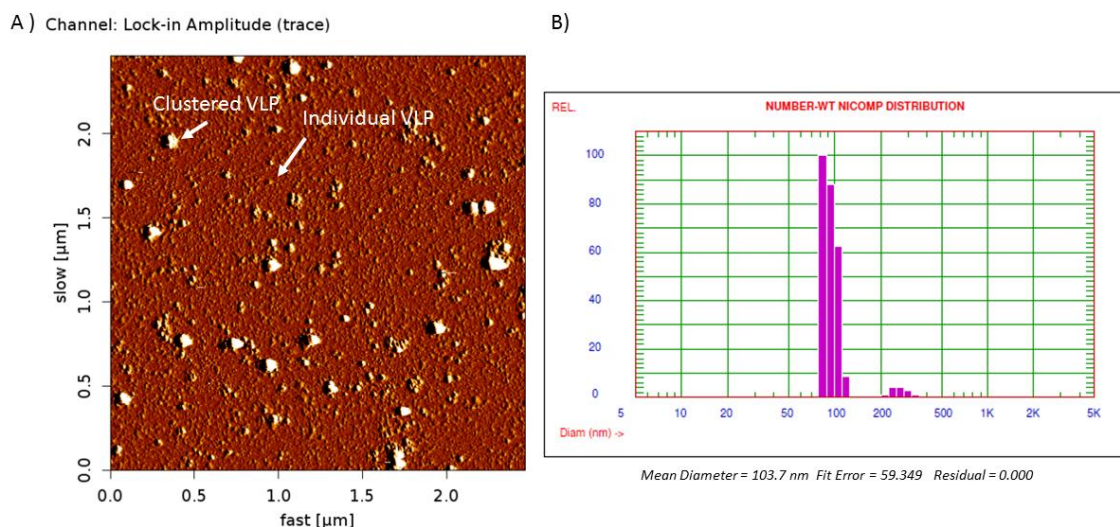 A ) Channel: Lock-in Amplitude (trace)
Clustered VLP
Individual VLP
2.0
1.5
1.0
0.5
0.0
slow [μm]
0.0 0.5 1.0 1.5 2.0
fast [μm]
B)
REL. NUMBER-WT NICOMP DISTRIBUTION
100
80
60
40
20
0
5 10 20 50 100 200 500 1K 2K 5K
Diam (nm) ->
Mean Diameter = 103.7 nm Fit Error = 59.349 Residual = 0.000